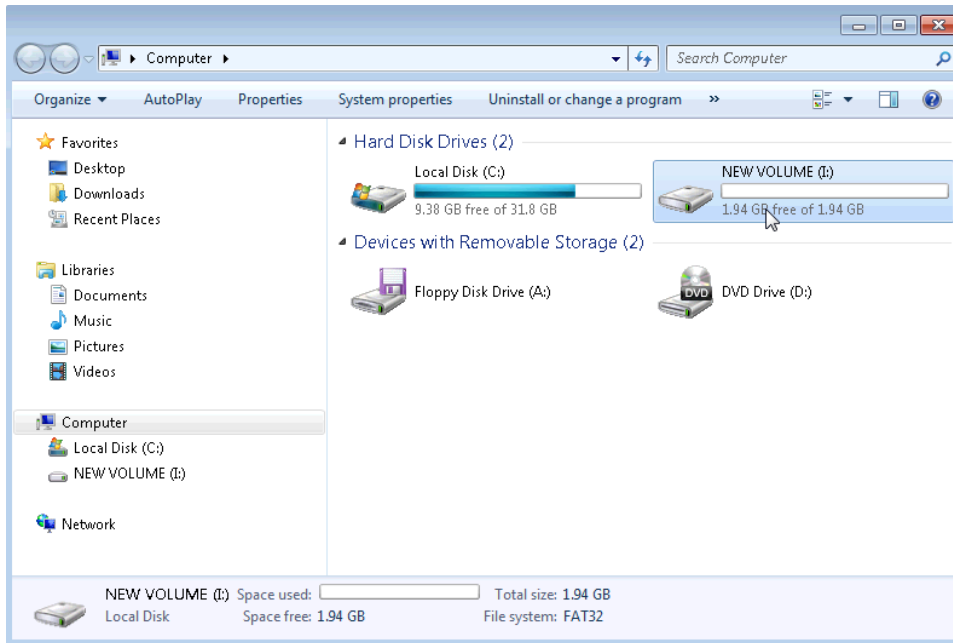 Computer
Search Computer
Organize AutoPlay Properties System properties Uninstall or change a program »
Favorites
Desktop
Downloads
Recent Places
Libraries
Documents
Music
Pictures
Videos
Computer
Local Disk (C:)
NEW VOLUME (I:)
Network
Hard Disk Drives (2)
Local Disk (C:)
9.38 GB free of 31.8 GB
NEW VOLUME (I:)
1.94 GB free of 1.94 GB
Devices with Removable Storage (2)
Floppy Disk Drive (A:)
DVD
DVD Drive (D:)
NEW VOLUME (I:) Space used: Total size: 1.94 GB
Local Disk Space free: 1.94 GB File system: FAT32